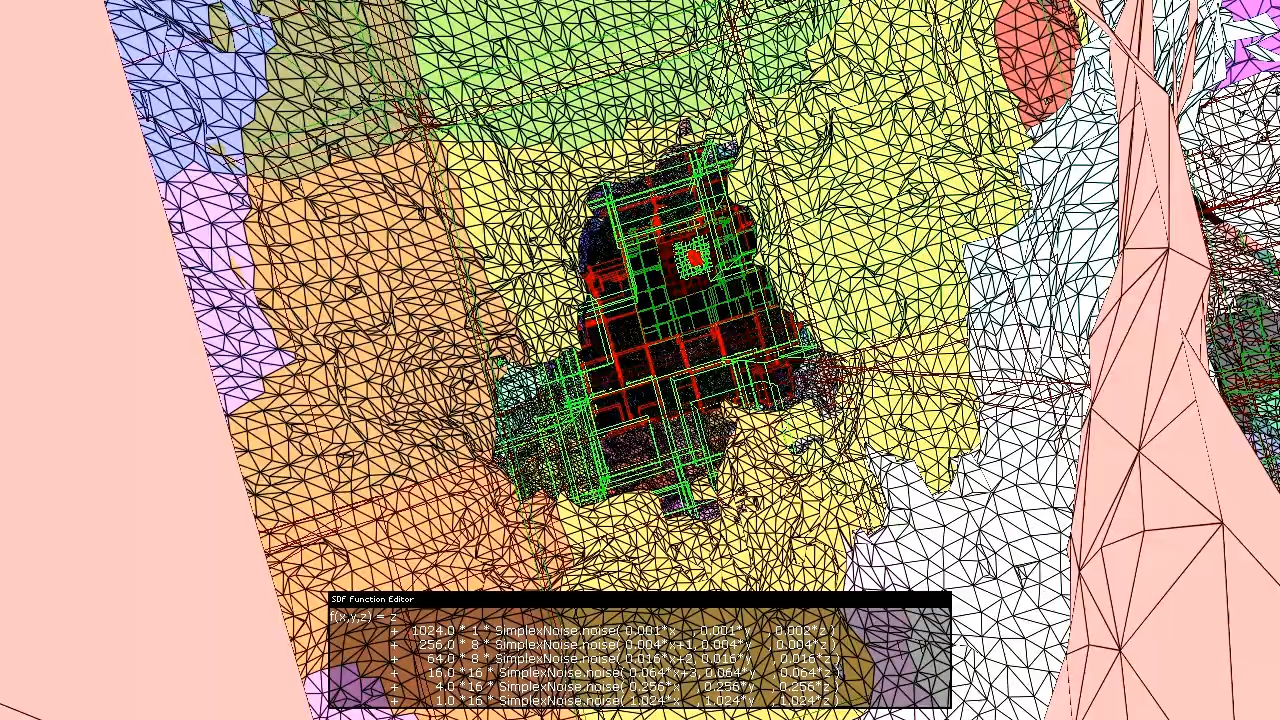 SDF Function Editor
f(x,y,z) = z
+ 1024.0 * 1 * SimplexNoise.noise( 0.001*x , 0.001*y , 0.002*z )
+ 256.0 * 8 * SimplexNoise.noise( 0.004*x+1, 0.004*y , 0.004*z )
+ 64.0 * 8 * SimplexNoise.noise( 0.016*x+2, 0.016*y , 0.016*z )
+ 16.0 *16 * SimplexNoise.noise( 0.064*x+3, 0.064*y , 0.064*z )
+ 4.0 *16 * SimplexNoise.noise( 0.256*x , 0.256*y , 0.256*z )
+ 1.0 *16 * SimplexNoise.noise( 1.024*x , 1.024*y , 1.024*z )